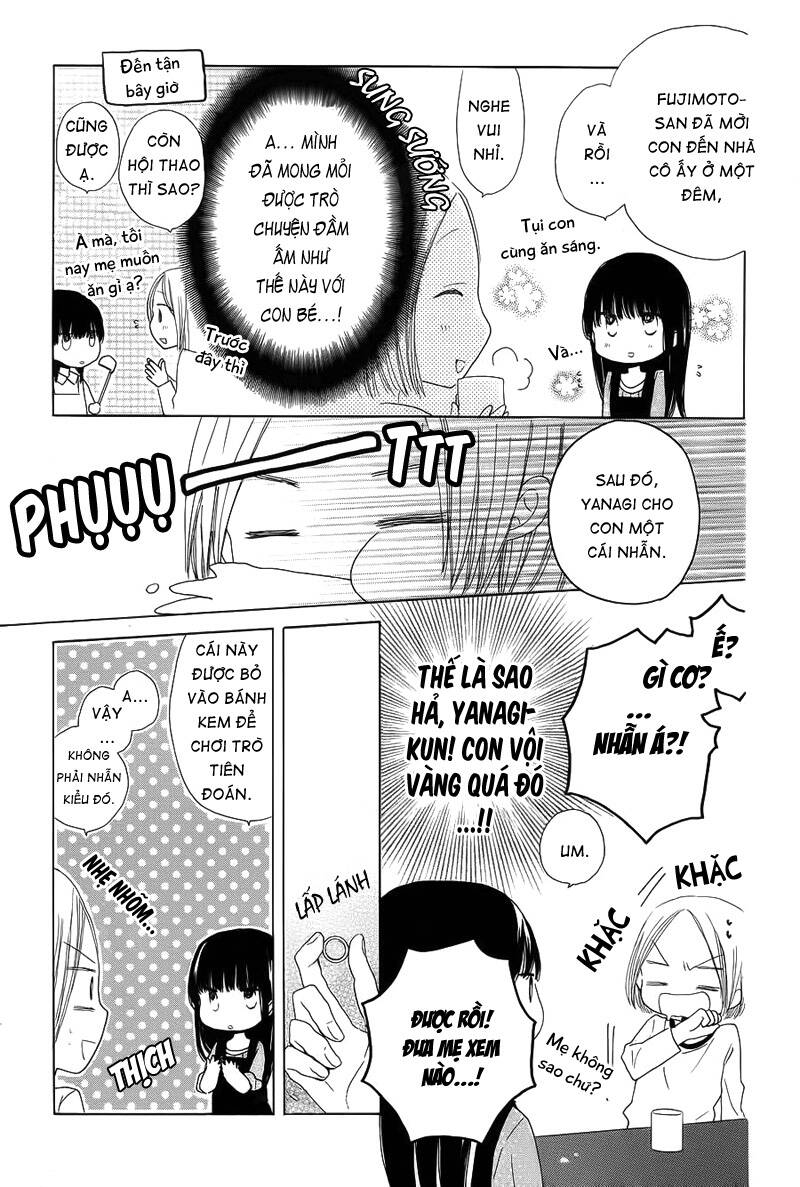 FUJIMOTO-
SAN ĐÃ MỜI
CON ĐẾN NHÀ
CÔ ẤY Ở MỘT
ĐÊM,
VÀ
RỒI
...
Tụi con
cùng ăn sáng.
Và...
NGHE
VUI
NHỈ.
SUNG SƯỚNG
A... MÌNH
ĐÃ MONG MỎI
ĐƯỢC TRÒ
CHUYỆN ĐẦM
ẤM NHƯ
THẾ NÀY VỚI
CON BÉ...!
Trước
đây thì
Đến tận
bây giờ
CÒN
HỘI THAO
THÌ SAO?
CŨNG
ĐƯỢC
Ạ.
À mà, tối
nay mẹ muốn
ăn gì ạ?
SAU ĐÓ,
YANAGI CHO
CON MỘT
CÁI NHẪN.
PHỤỤỤ—TTT
Ế?
GÌ CƠ?
...
NHẪN Á?!
THẾ LÀ SAO
HẢ, YANAGI-
KUN! CON VỘI
VÀNG QUÁ ĐÓ
...!!
UM.
KHẶC
KHẶC
Mẹ không
sao chứ?
ĐƯỢC RỒI!
ĐƯA MẸ XEM
NÀO...!
LẤP LÁNH
CÁI NÀY
ĐƯỢC BỎ
VÀO BÁNH
KEM ĐỂ
CHƠI TRÒ
TIÊN
ĐOÁN.
A...
VẬY
...
KHÔNG
PHẢI NHẪN
KIỂU ĐÓ.
NHẸ NHÕM...
THỊCH